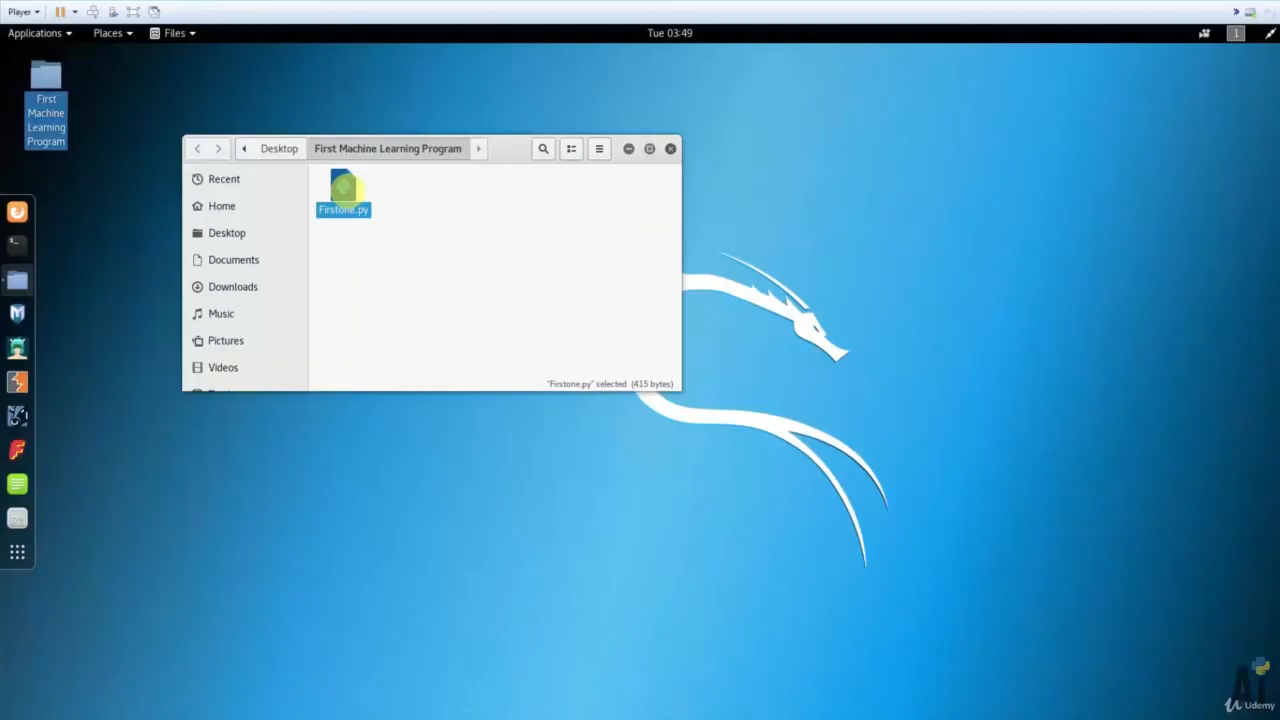 Player
Applications
Places
Files
Tue 03:49
1
First
Machine
Learning
Program
Desktop
First Machine Learning Program
Recent
Home
Desktop
Documents
Downloads
Music
Pictures
Videos
Firstone.py
"Firstone.py" selected (415 bytes)
Udemy